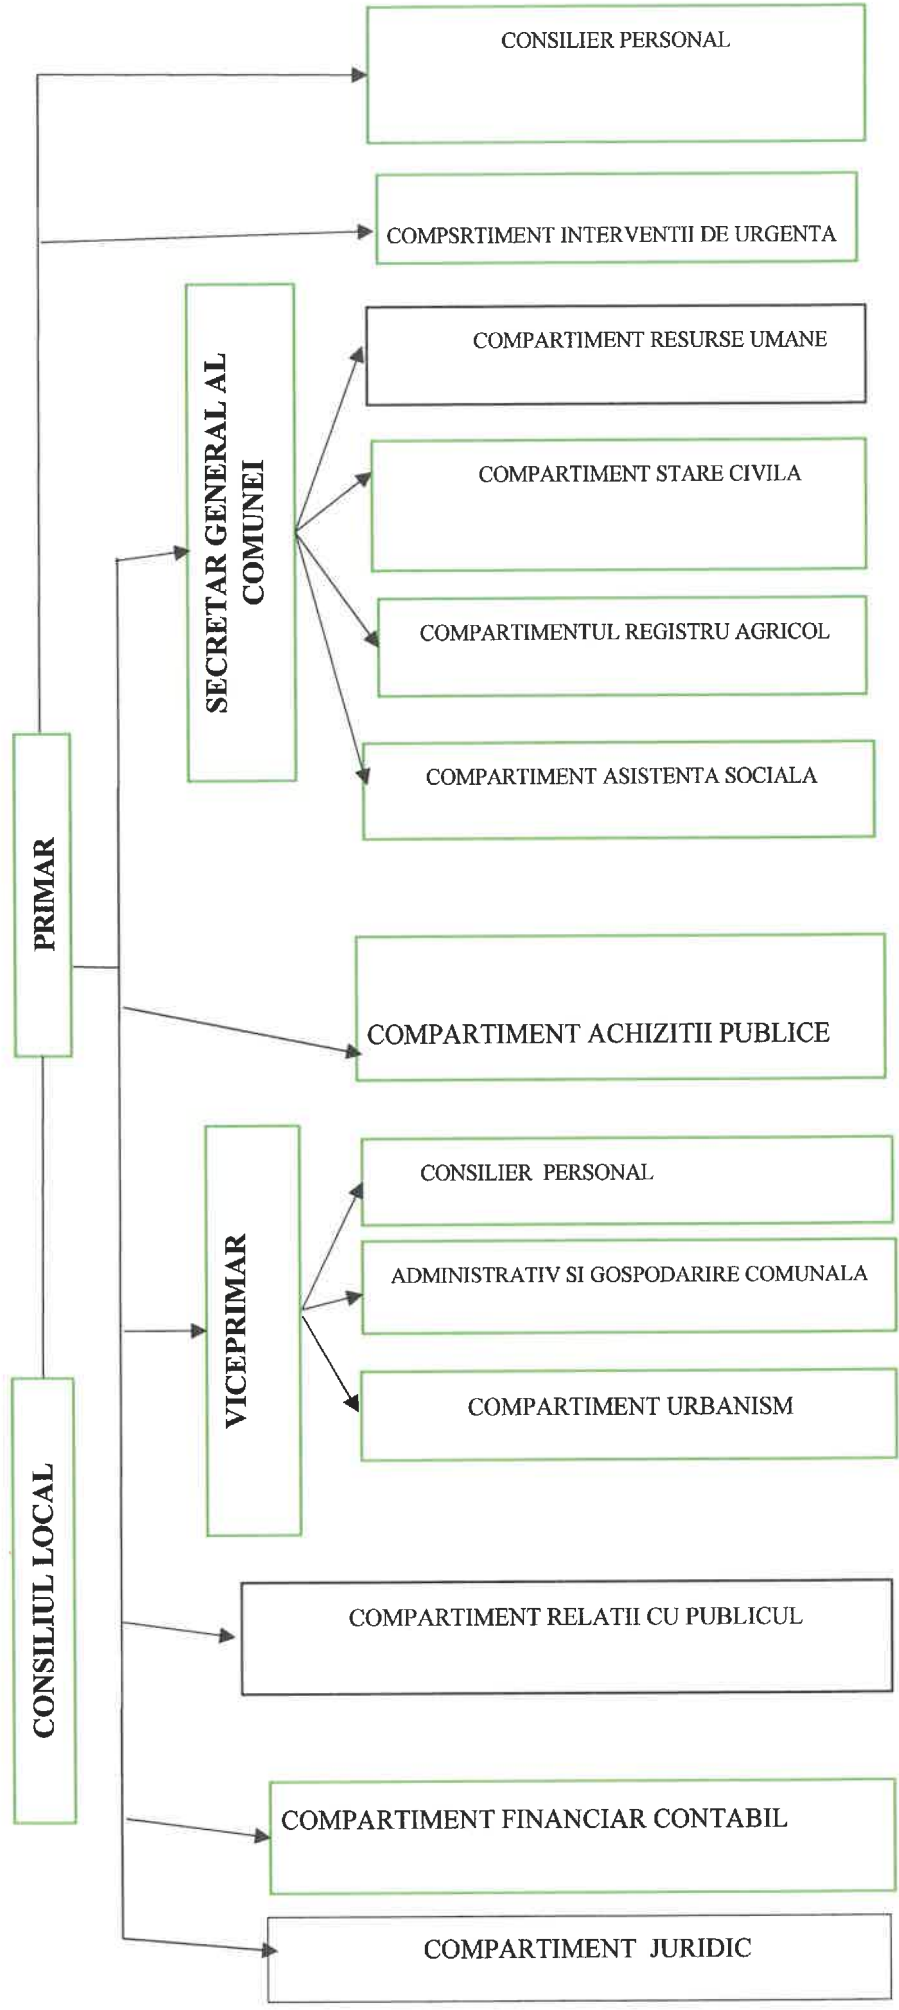 CONSILIER PERSONAL
COMPSRTIMENT INTERVENTII DE URGENTA
SECRETAR GENERAL AL
COMUNEI
COMPARTIMENT RESURSE UMANE
COMPARTIMENT STARE CIVILA
COMPARTIMENTUL REGISTRU AGRICOL
COMPARTIMENT ASISTENTA SOCIALA
PRIMAR
COMPARTIMENT ACHIZITII PUBLICE
VICEPRIMAR
CONSILIER PERSONAL
ADMINISTRATIV SI GOSPODARIRE COMUNALA
COMPARTIMENT URBANISM
CONSILIUL LOCAL
COMPARTIMENT RELATII CU PUBLICUL
COMPARTIMENT FINANCIAR CONTABIL
COMPARTIMENT JURIDIC